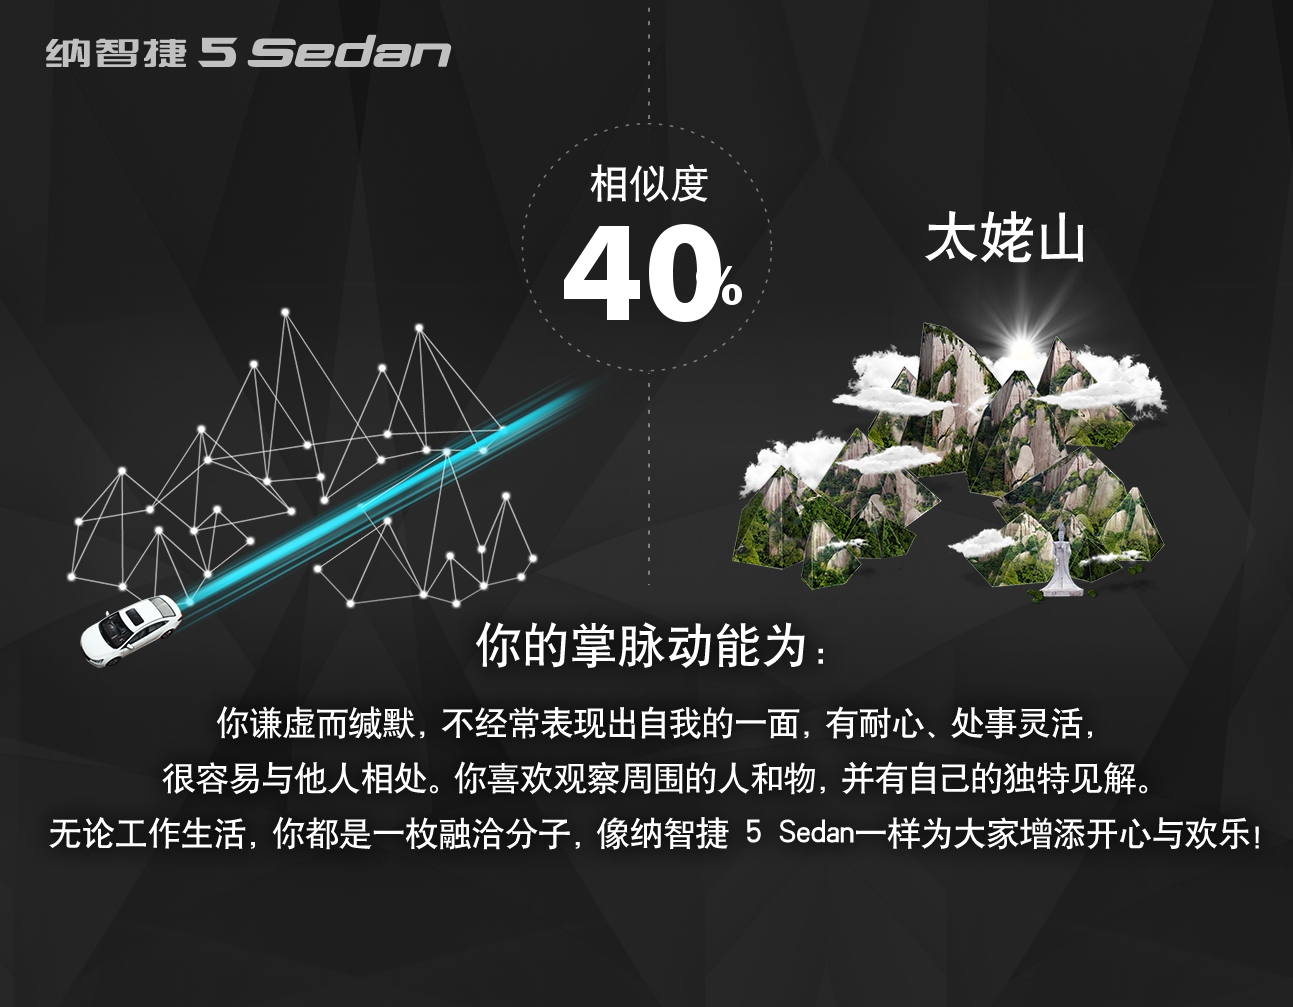 纳智捷 5 Sedan
相似度
40%
太姥山
你的掌脉动能为：
你谦虚而缄默，不经常表现出自我的一面，有耐心、处事灵活，
很容易与他人相处。你喜欢观察周围的人和物，并有自己的独特见解。
无论工作生活，你都是一枚融洽分子，像纳智捷 5 Sedan一样为大家增添开心与欢乐！